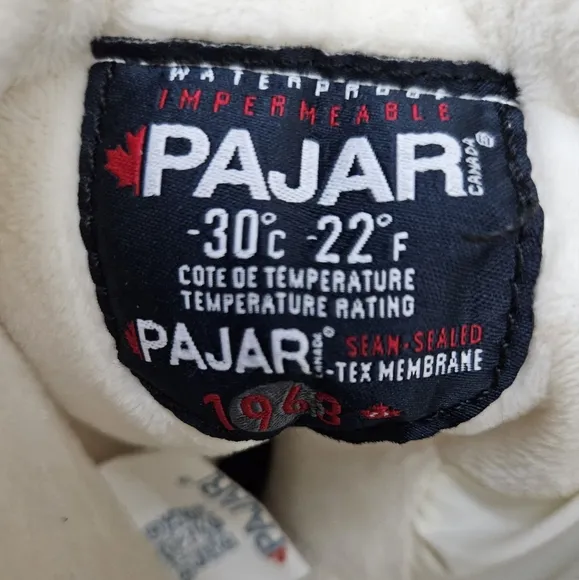 WATERPROOF
IMPERMEABLE
PAJAR CANADA
-30°C -22°F
COTE DE TEMPERATURE
TEMPERATURE RATING
PAJAR CANADA SEAM-SEALED
-TEX MEMBRANE
1963
PAJAR